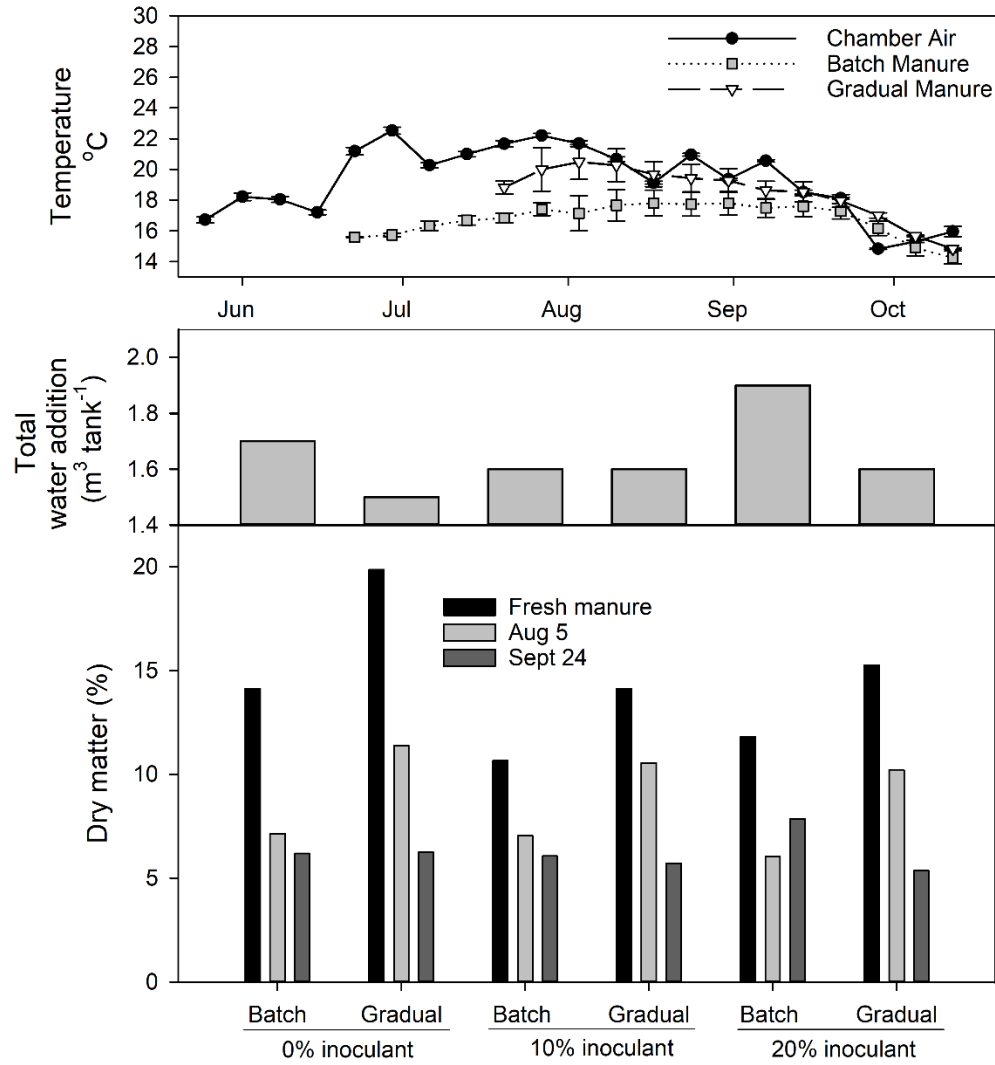 Temperature
°C
30
28
26
24
22
20
18
16
14
Chamber Air
Batch Manure
Gradual Manure
Jun Jul Aug Sep Oct
Total
water addition
(m³ tank⁻¹)
2.0
1.8
1.6
1.4
Dry matter (%)
20
15
10
5
0
Fresh manure
Aug 5
Sept 24
Batch Gradual Batch Gradual Batch Gradual
0% inoculant 10% inoculant 20% inoculant